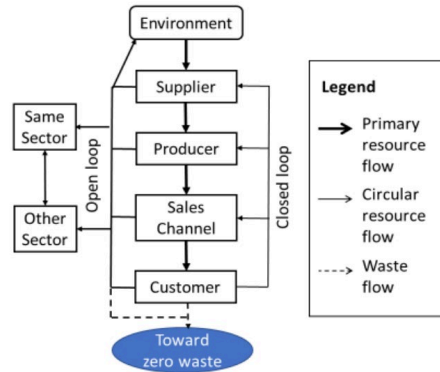 Environment
Supplier
Same
Sector
Producer
Open loop
Closed loop
Sales
Channel
Other
Sector
Customer
Toward
zero waste
Legend
Primary
resource
flow
Circular
resource
flow
Waste
flow